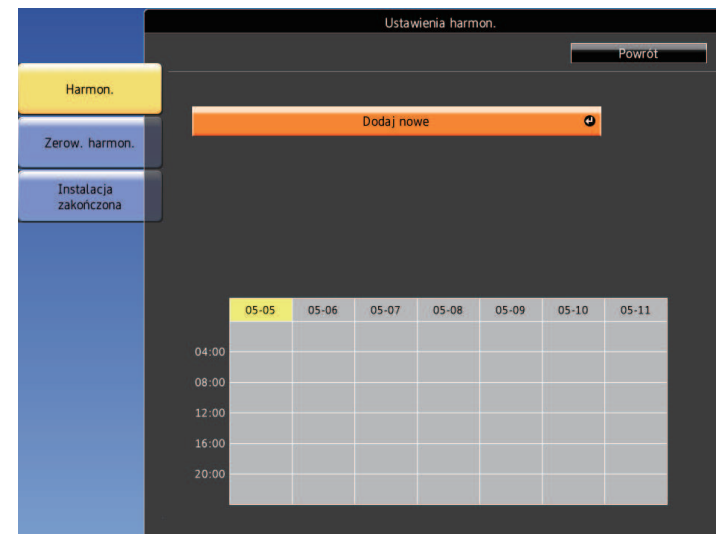 Ustawienia harmon.
Powrót
Harmon.
Dodaj nowe
Zerow. harmon.
Instalacja
zakończona
05-05 05-06 05-07 05-08 05-09 05-10 05-11
04:00
08:00
12:00
16:00
20:00